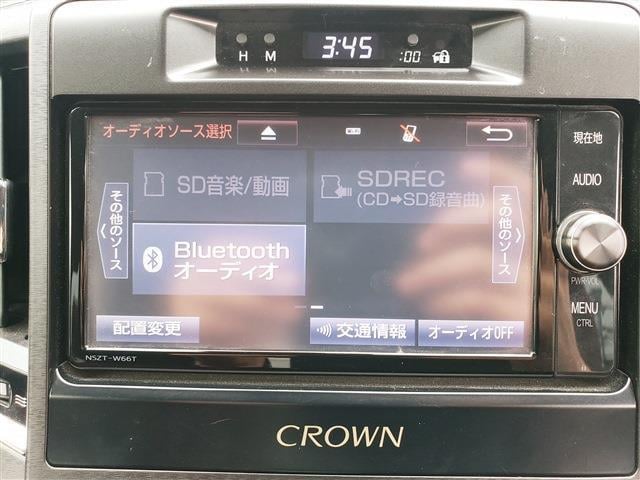 3:45
H M :00
オーディオソース選択
Wi-Fi
現在地
SD音楽/動画
SDREC
(CD➡SD録音曲)
AUDIO
その他のソース
Bluetooth
オーディオ
その他のソース
PWR·VOL
MENU
CTRL
配置変更
交通情報
オーディオOFF
NSZT-W66T
CROWN